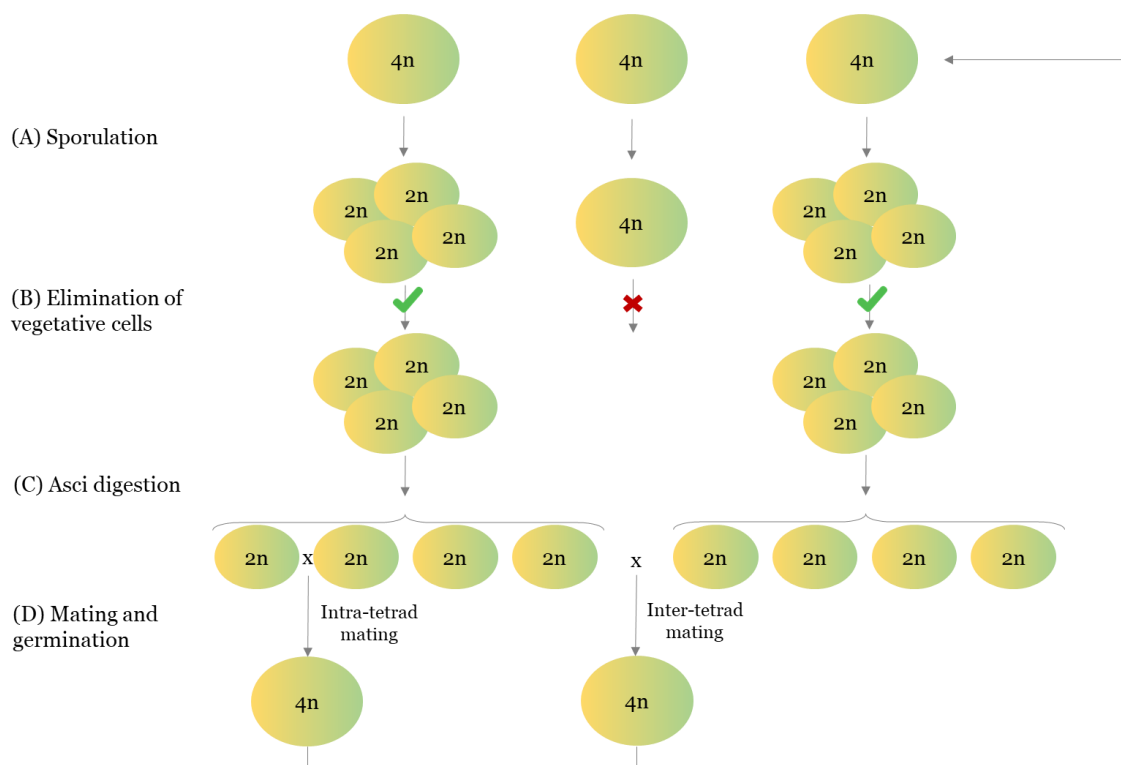 4n
4n
4n
(A) Sporulation
2n
2n
2n
2n
4n
2n
2n
2n
2n
(B) Elimination of
vegetative cells
2n
2n
2n
2n
2n
2n
2n
2n
(C) Asci digestion
2n
x
2n
2n
2n
x
2n
2n
2n
2n
(D) Mating and
germination
Intra-tetrad
mating
Inter-tetrad
mating
4n
4n